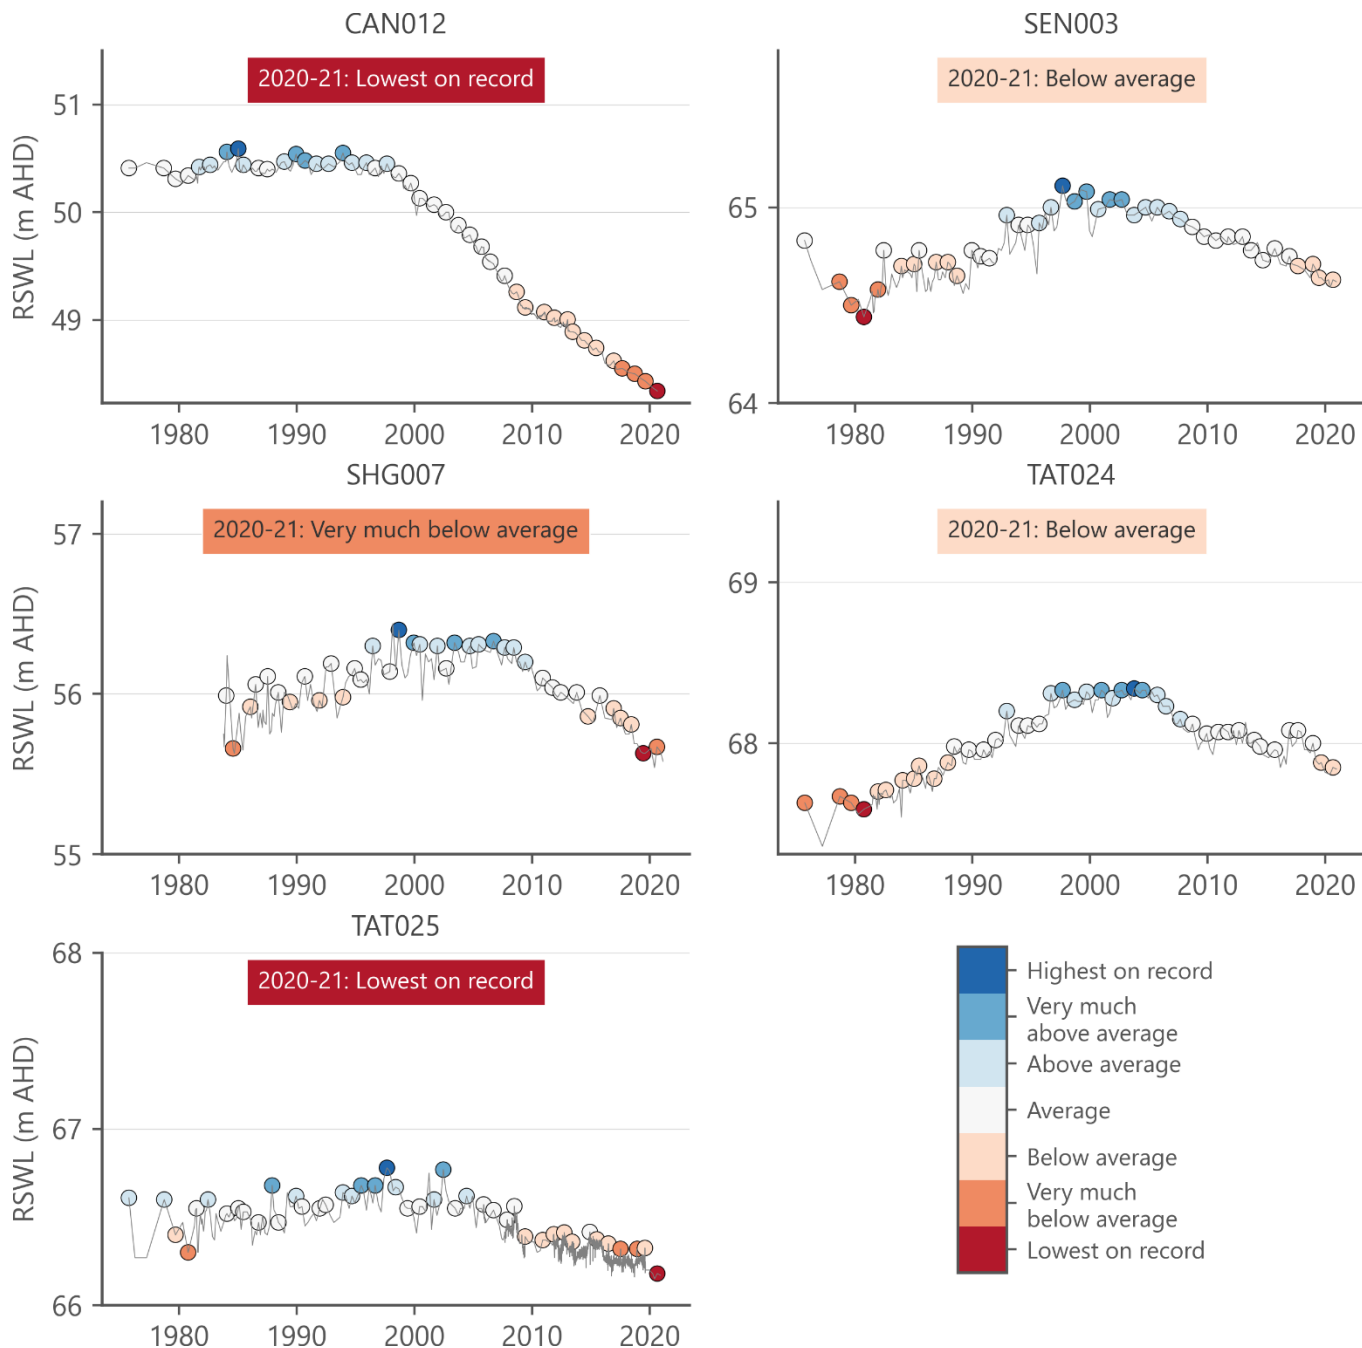 CAN012
2020-21: Lowest on record
RSWL (m AHD)
51
50
49
1980 1990 2000 2010 2020
SEN003
2020-21: Below average
65
64
1980 1990 2000 2010 2020
SHG007
2020-21: Very much below average
RSWL (m AHD)
57
56
55
1980 1990 2000 2010 2020
TAT024
2020-21: Below average
69
68
1980 1990 2000 2010 2020
TAT025
2020-21: Lowest on record
RSWL (m AHD)
68
67
66
1980 1990 2000 2010 2020
Highest on record
Very much
above average
Above average
Average
Below average
Very much
below average
Lowest on record